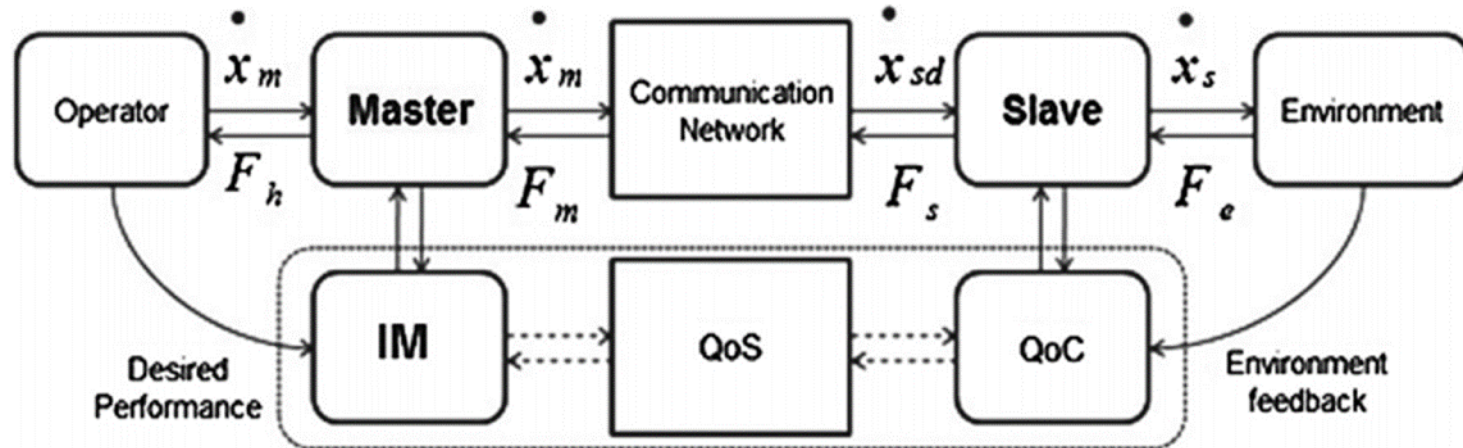 ẋm ẋm ẋsd ẋs
Operator Master Communication Network Slave Environment
Fh Fm Fs Fe
IM QoS QoC
Desired
Performance
Environment
feedback